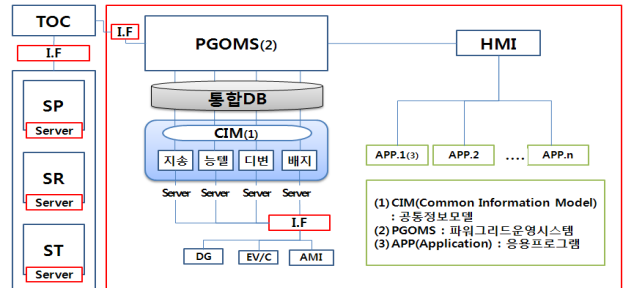 TOC
I.F
I.F
PGOMS(2)
HMI
통합DB
SP
Server
CIM(1)
지송
능텔
디변
배지
APP.1(3)
APP.2
....
APP.n
SR
Server
Server
Server
Server
Server
I.F
ST
Server
DG
EV/C
AMI
(1) CIM(Common Information Model)
: 공통정보모델
(2) PGOMS : 파워그리드운영시스템
(3) APP(Application) : 응용프로그램